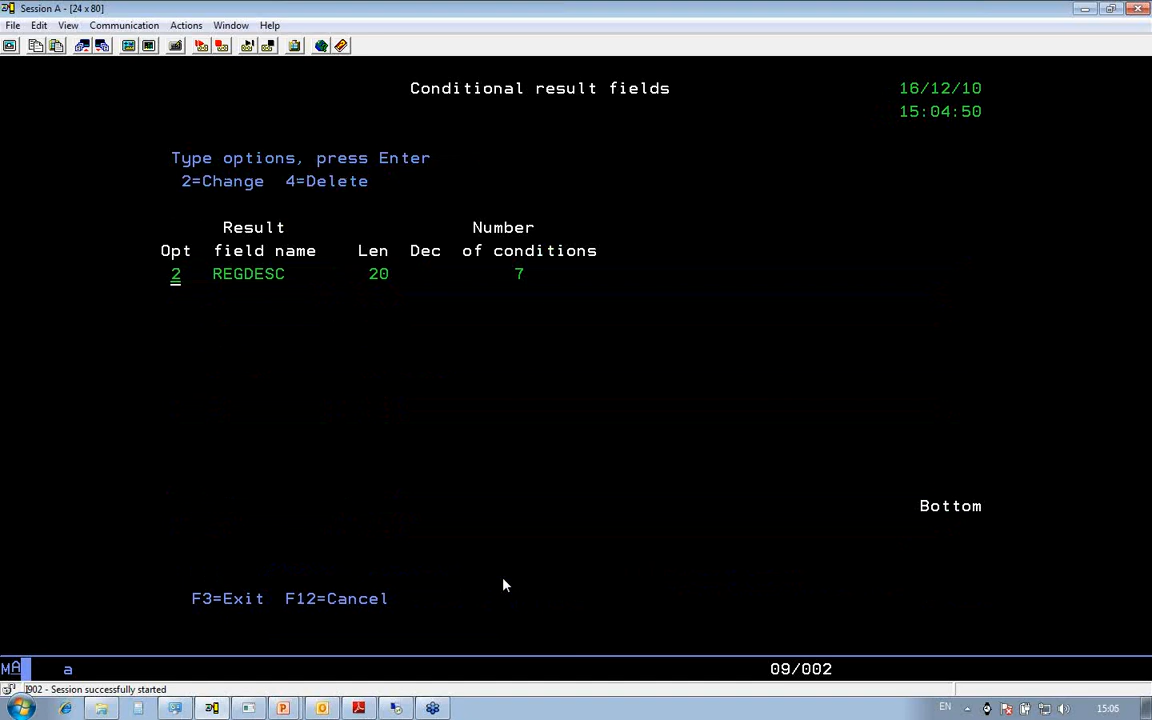 Session A - [24 x 80]
File Edit View Communication Actions Window Help
Conditional result fields 16/12/10
15:04:50
Type options, press Enter
2=Change 4=Delete
Result Number
Opt field name Len Dec of conditions
2 REGDESC 20 7
Bottom
F3=Exit F12=Cancel
MA a 09/002
I902 - Session successfully started
EN 15:06